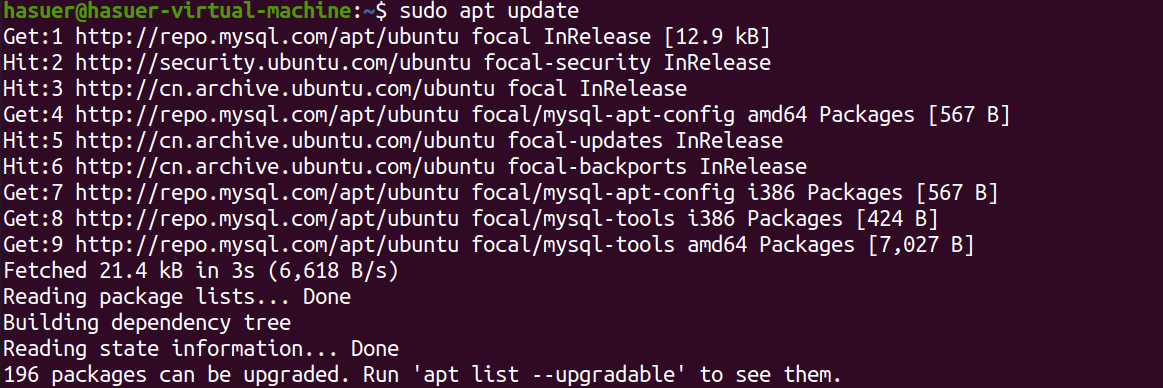 hasuer@hasuer-virtual-machine:~$ sudo apt update
Get:1 http://repo.mysql.com/apt/ubuntu focal InRelease [12.9 kB]
Hit:2 http://security.ubuntu.com/ubuntu focal-security InRelease
Hit:3 http://cn.archive.ubuntu.com/ubuntu focal InRelease
Get:4 http://repo.mysql.com/apt/ubuntu focal/mysql-apt-config amd64 Packages [567 B]
Hit:5 http://cn.archive.ubuntu.com/ubuntu focal-updates InRelease
Hit:6 http://cn.archive.ubuntu.com/ubuntu focal-backports InRelease
Get:7 http://repo.mysql.com/apt/ubuntu focal/mysql-apt-config i386 Packages [567 B]
Get:8 http://repo.mysql.com/apt/ubuntu focal/mysql-tools i386 Packages [424 B]
Get:9 http://repo.mysql.com/apt/ubuntu focal/mysql-tools amd64 Packages [7,027 B]
Fetched 21.4 kB in 3s (6,618 B/s)
Reading package lists... Done
Building dependency tree
Reading state information... Done
196 packages can be upgraded. Run 'apt list --upgradable' to see them.